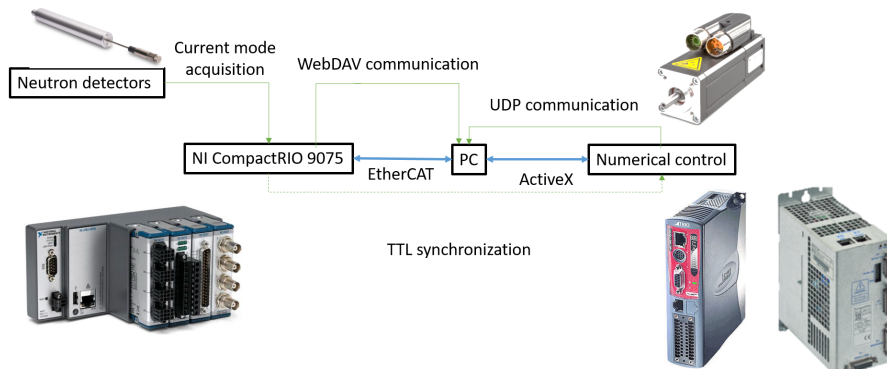 Current mode
acquisition
Neutron detectors
WebDAV communication
UDP communication
NI CompactRIO 9075
PC
Numerical control
EtherCAT
ActiveX
TTL synchronization